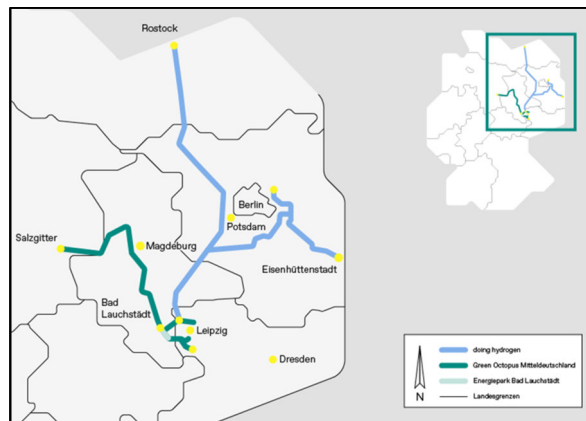 Rostock
Berlin
Potsdam
Salzgitter
Magdeburg
Eisenhüttenstadt
Bad
Lauchstädt
Leipzig
Dresden
doing hydrogen
Green Octopus Mitteldeutschland
Energiepark Bad Lauchstädt
Landesgrenzen
N